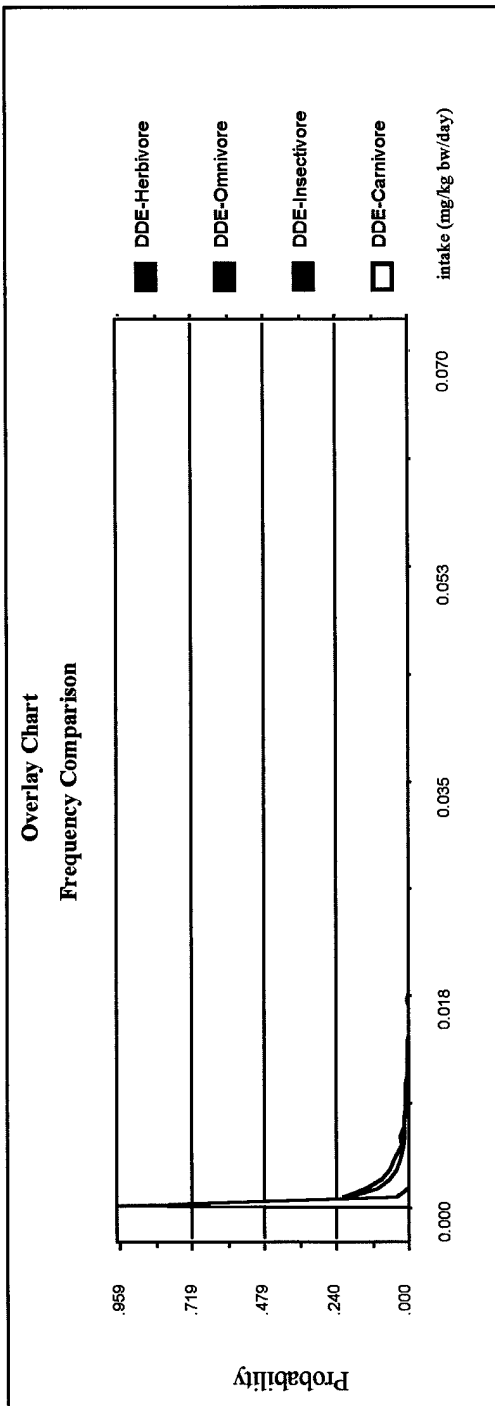 Overlay Chart
Frequency Comparison
Probability
.959
.719
.479
.240
.000
0.000
0.018
0.035
0.053
0.070
intake (mg/kg bw/day)
DDE-Herbivore
DDE-Omnivore
DDE-Insectivore
DDE-Carnivore